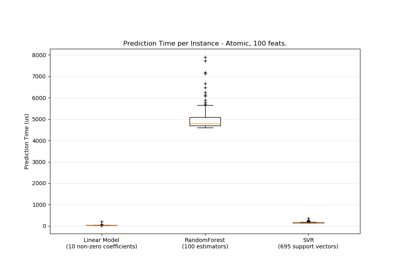 Prediction Time per Instance - Atomic, 100 feats.
8000
7000
6000
5000
4000
3000
2000
1000
0
Prediction Time (us)
Linear Model
(10 non-zero coefficients)
RandomForest
(100 estimators)
SVR
(695 support vectors)